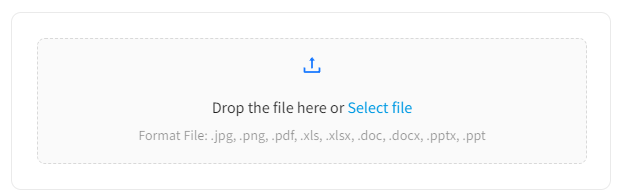 Drop the file here or Select file
Format File: .jpg, .png, .pdf, .xls, .xlsx, .doc, .docx, .pptx, .ppt